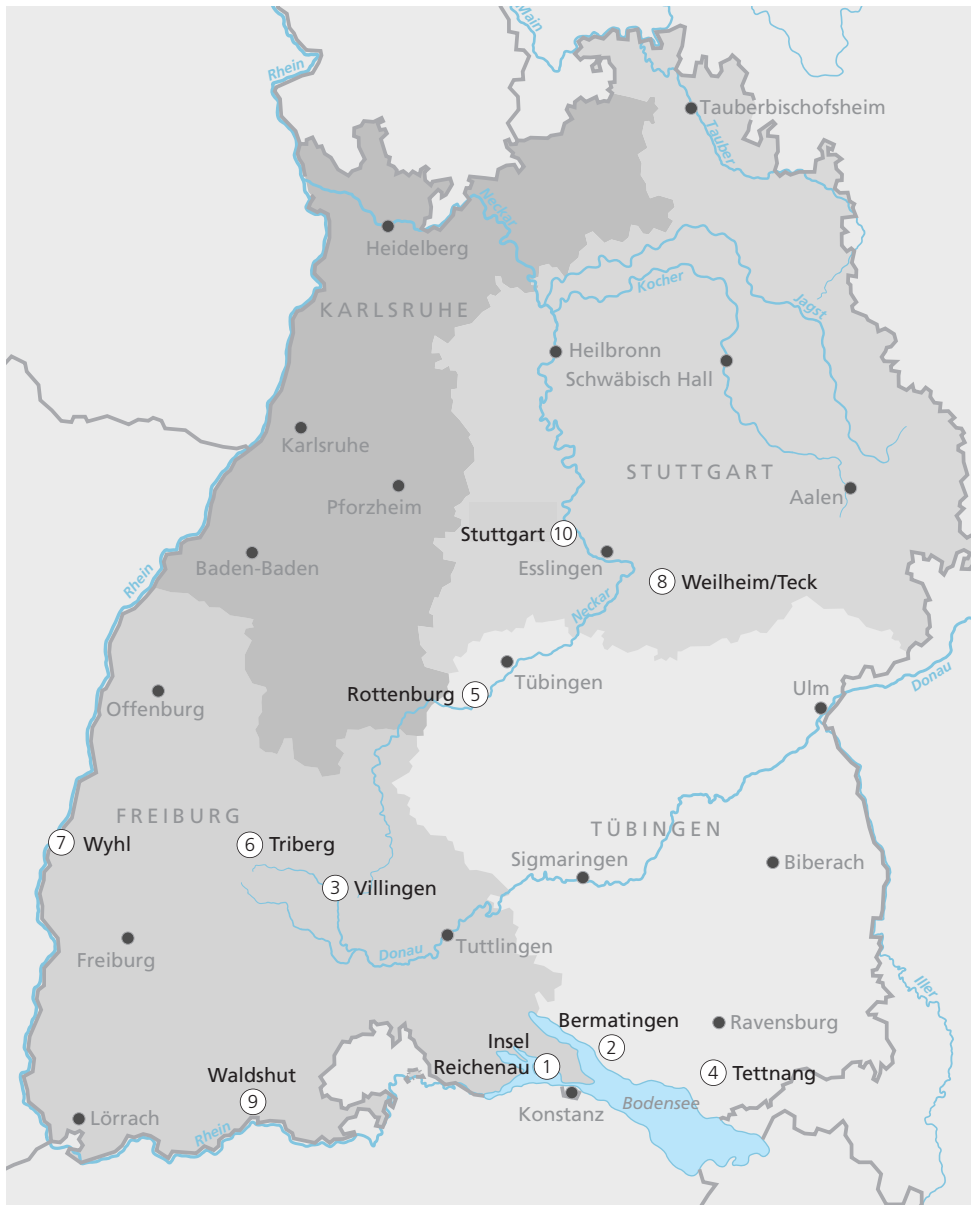 Main
Rhein
Tauberbischofsheim
Tauber
Neckar
Heidelberg
Kocher
Jagst
KARLSRUHE
Heilbronn
Schwäbisch Hall
Karlsruhe
STUTTGART
Pforzheim
Aalen
Stuttgart 10
Esslingen
Baden-Baden
8 Weilheim/Teck
Rhein
Neckar
Tübingen
Rottenburg 5
Donau
Ulm
Offenburg
FREIBURG
TÜBINGEN
7 Wyhl
6 Triberg
Sigmaringen
Biberach
3 Villingen
Donau
Tuttlingen
Freiburg
Iller
Bermatingen
2
Ravensburg
Insel
Reichenau 1
Waldshut
9
4 Tettnang
Bodensee
Konstanz
Lörrach
Rhein